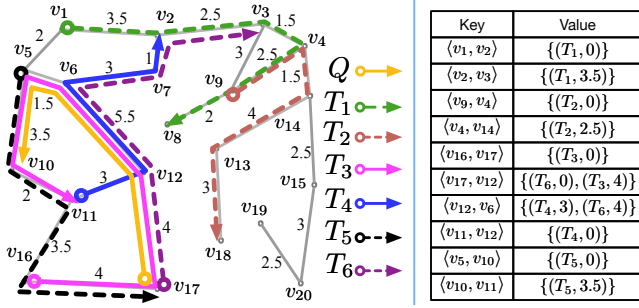 v1
3.5
v2
2.5
v3
1.5
v4
2
v5
v6
1
v7
3
2.5
1.5
v9
1.5
5.5
2
4
v14
v8
3.5
v10
3
v12
v13
2.5
2
v11
3
v15
4
v19
3
3.5
v16
4
v18
2.5
v17
v20
Q
T1
T2
T3
T4
T5
T6
Key Value
⟨v1, v2⟩ {(T1, 0)}
⟨v2, v3⟩ {(T1, 3.5)}
⟨v9, v4⟩ {(T2, 0)}
⟨v4, v14⟩ {(T2, 2.5)}
⟨v16, v17⟩ {(T3, 0)}
⟨v17, v12⟩ {(T6, 0), (T3, 4)}
⟨v12, v6⟩ {(T4, 3), (T6, 4)}
⟨v11, v12⟩ {(T4, 0)}
⟨v5, v10⟩ {(T5, 0)}
⟨v10, v11⟩ {(T5, 3.5)}